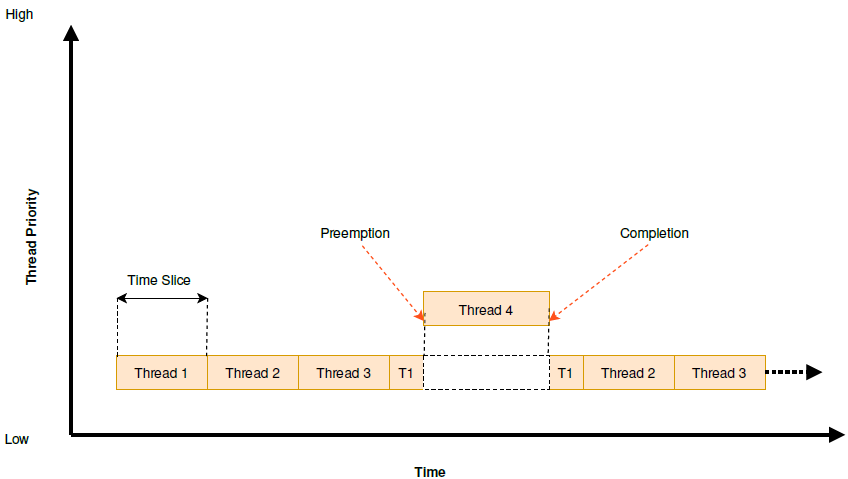 High
Thread Priority
Preemption
Completion
Time Slice
Thread 4
Thread 1
Thread 2
Thread 3
T1
T1
Thread 2
Thread 3
Low
Time